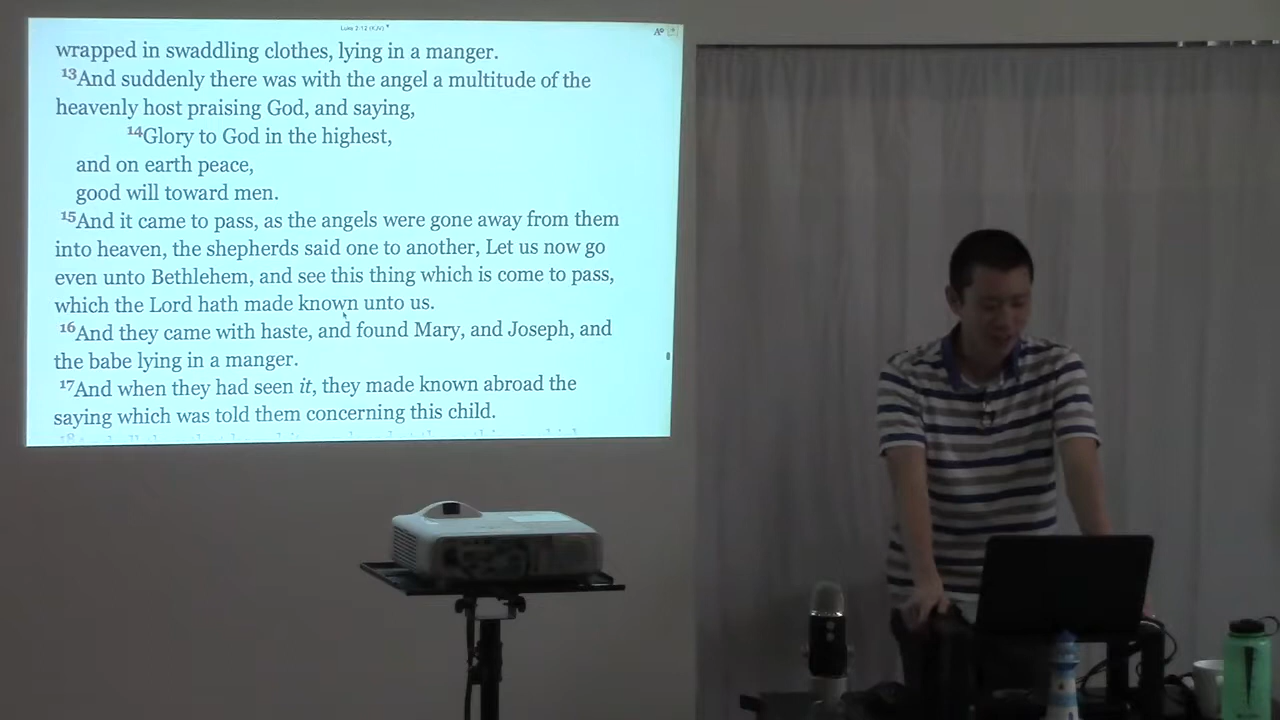 Luke 2:12 (KJV)
wrapped in swaddling clothes, lying in a manger.
13And suddenly there was with the angel a multitude of the
heavenly host praising God, and saying,
14Glory to God in the highest,
and on earth peace,
good will toward men.
15And it came to pass, as the angels were gone away from them
into heaven, the shepherds said one to another, Let us now go
even unto Bethlehem, and see this thing which is come to pass,
which the Lord hath made known unto us.
16And they came with haste, and found Mary, and Joseph, and
the babe lying in a manger.
17And when they had seen it, they made known abroad the
saying which was told them concerning this child.